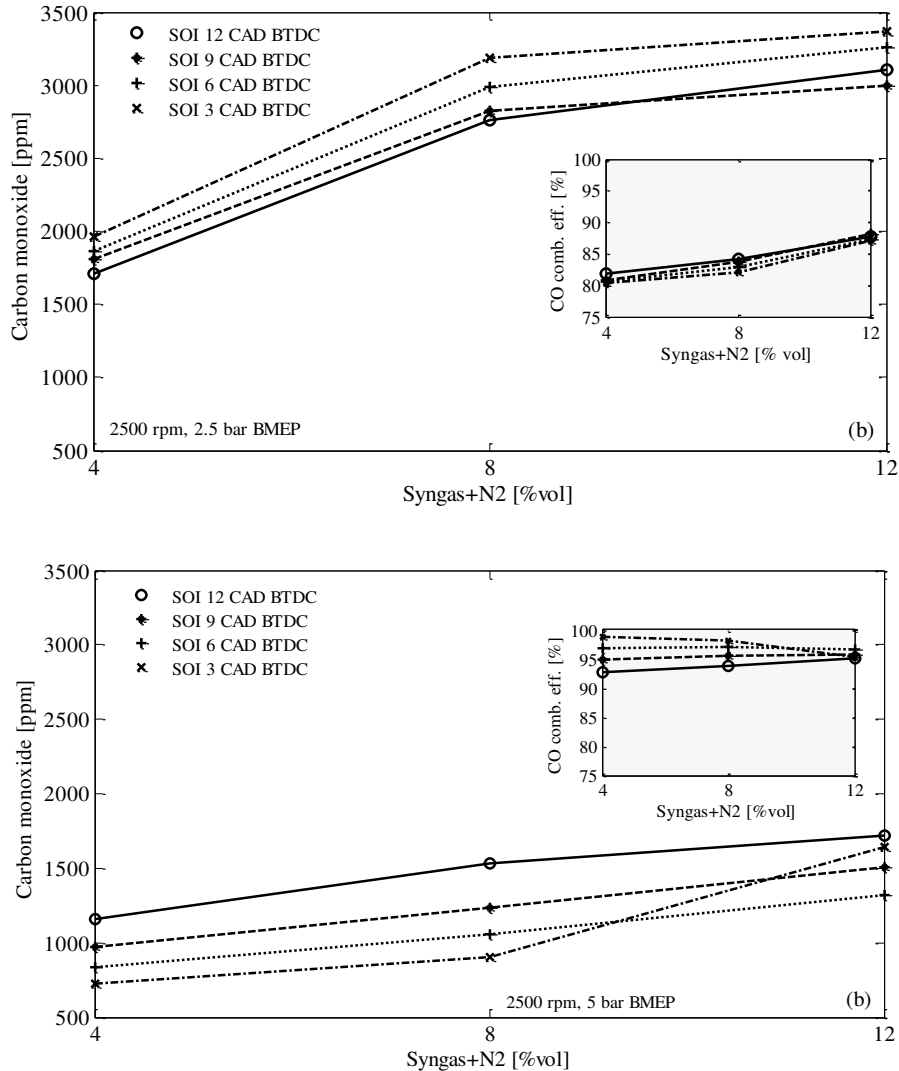 3500
3000
2500
2000
1500
1000
500
Carbon monoxide [ppm]
SOI 12 CAD BTDC
SOI 9 CAD BTDC
SOI 6 CAD BTDC
SOI 3 CAD BTDC
100
95
90
85
80
75
CO comb. eff. [%]
4 8 12
Syngas+N2 [% vol]
2500 rpm, 2.5 bar BMEP
(b)
4 8 12
Syngas+N2 [%vol]
3500
3000
2500
2000
1500
1000
500
Carbon monoxide [ppm]
SOI 12 CAD BTDC
SOI 9 CAD BTDC
SOI 6 CAD BTDC
SOI 3 CAD BTDC
100
95
90
85
80
75
CO comb. eff. [%]
4 8 12
Syngas+N2 [%vol]
2500 rpm, 5 bar BMEP
(b)
4 8 12
Syngas+N2 [%vol]